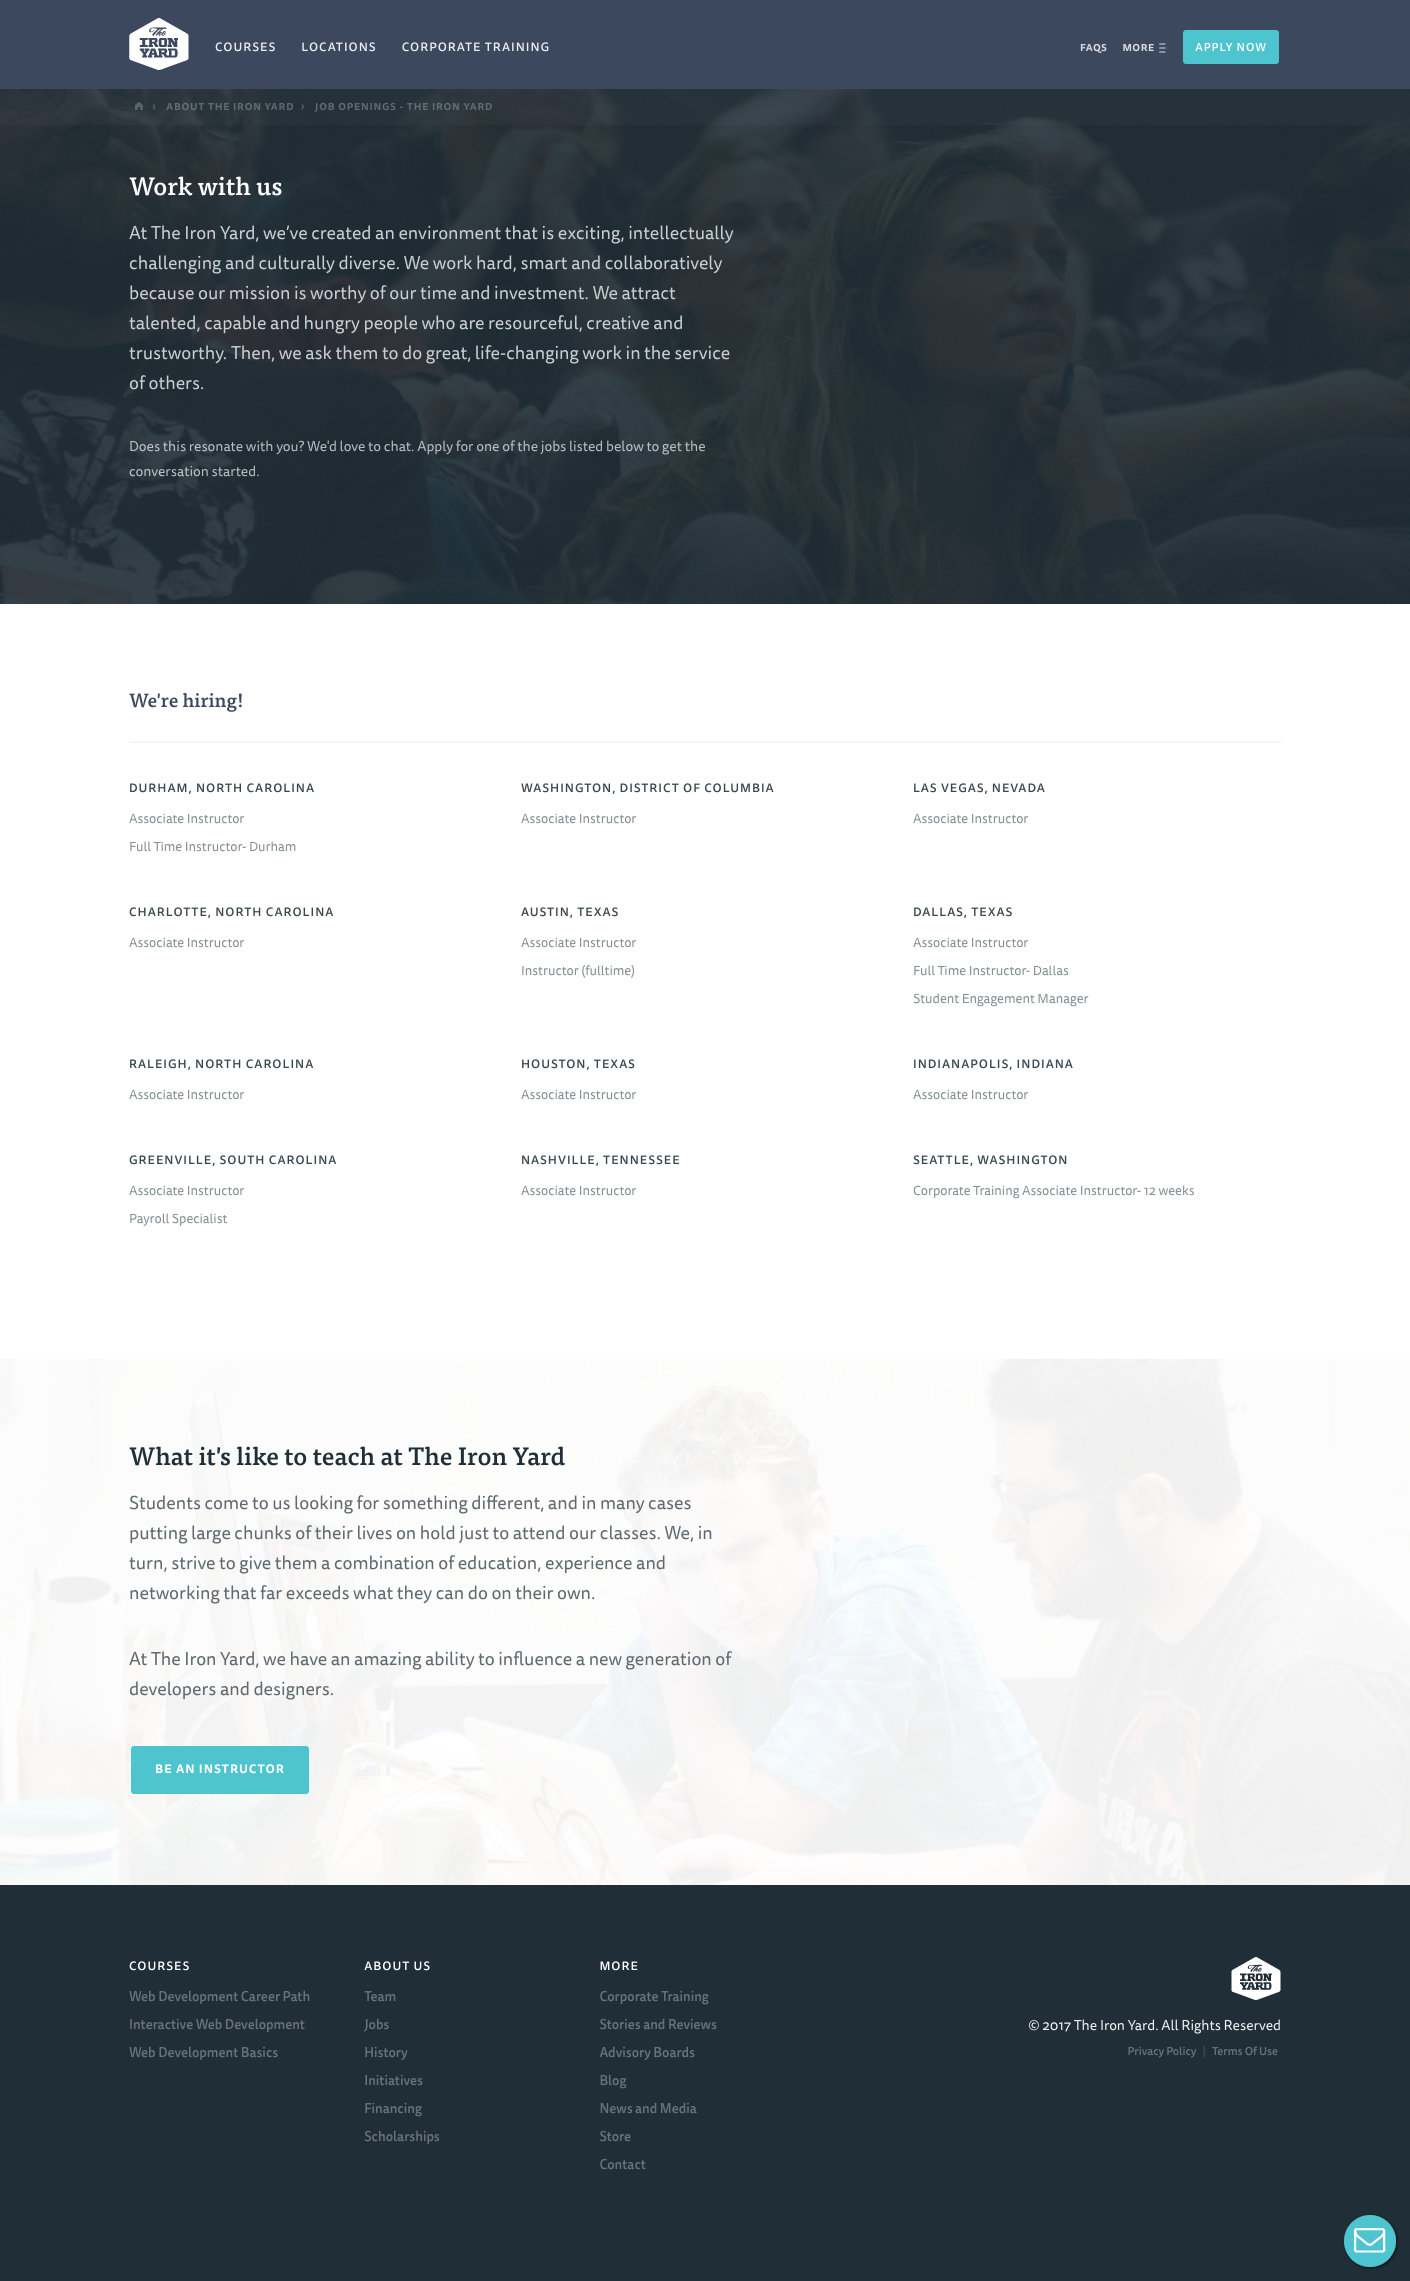 The
IRON
YARD
COURSES LOCATIONS CORPORATE TRAINING
FAQS MORE APPLY NOW
› ABOUT THE IRON YARD › JOB OPENINGS - THE IRON YARD
Work with us
At The Iron Yard, we've created an environment that is exciting, intellectually
challenging and culturally diverse. We work hard, smart and collaboratively
because our mission is worthy of our time and investment. We attract
talented, capable and hungry people who are resourceful, creative and
trustworthy. Then, we ask them to do great, life-changing work in the service
of others.
Does this resonate with you? We'd love to chat. Apply for one of the jobs listed below to get the
conversation started.
We're hiring!
DURHAM, NORTH CAROLINA
Associate Instructor
Full Time Instructor- Durham
WASHINGTON, DISTRICT OF COLUMBIA
Associate Instructor
LAS VEGAS, NEVADA
Associate Instructor
CHARLOTTE, NORTH CAROLINA
Associate Instructor
AUSTIN, TEXAS
Associate Instructor
Instructor (fulltime)
DALLAS, TEXAS
Associate Instructor
Full Time Instructor- Dallas
Student Engagement Manager
RALEIGH, NORTH CAROLINA
Associate Instructor
HOUSTON, TEXAS
Associate Instructor
INDIANAPOLIS, INDIANA
Associate Instructor
GREENVILLE, SOUTH CAROLINA
Associate Instructor
Payroll Specialist
NASHVILLE, TENNESSEE
Associate Instructor
SEATTLE, WASHINGTON
Corporate Training Associate Instructor- 12 weeks
What it's like to teach at The Iron Yard
Students come to us looking for something different, and in many cases
putting large chunks of their lives on hold just to attend our classes. We, in
turn, strive to give them a combination of education, experience and
networking that far exceeds what they can do on their own.
At The Iron Yard, we have an amazing ability to influence a new generation of
developers and designers.
BE AN INSTRUCTOR
COURSES
Web Development Career Path
Interactive Web Development
Web Development Basics
ABOUT US
Team
Jobs
History
Initiatives
Financing
Scholarships
MORE
Corporate Training
Stories and Reviews
Advisory Boards
Blog
News and Media
Store
Contact
The
IRON
YARD
© 2017 The Iron Yard. All Rights Reserved
Privacy Policy | Terms Of Use